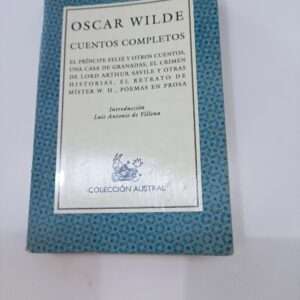 OSCAR WILDE
CUENTOS COMPLETOS
EL PRÍNCIPE FELIZ Y OTROS CUENTOS,
UNA CASA DE GRANADAS, EL CRIMEN
DE LORD ARTHUR SAVILE Y OTRAS
HISTORIAS, EL RETRATO DE
MÍSTER W. H., POEMAS EN PROSA
Introducción
Luis Antonio de Villena
COLECCIÓN AUSTRAL